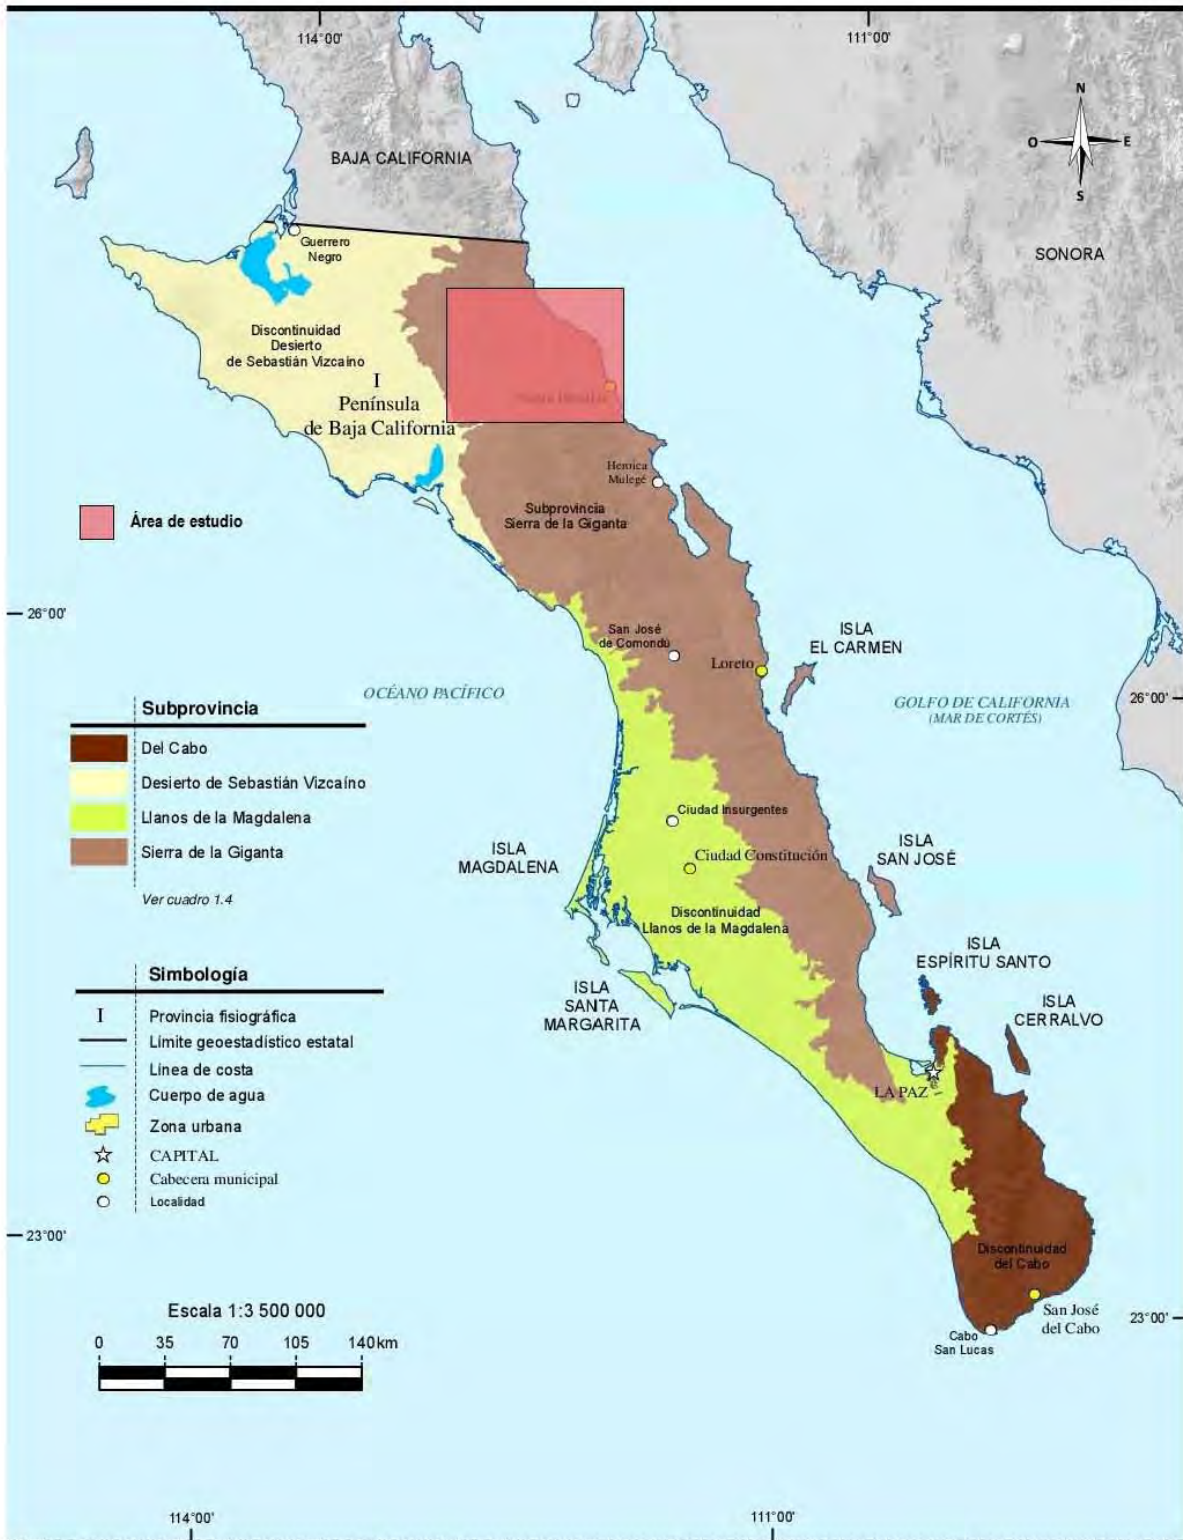 114°00'
111°00'
N
O
E
S
BAJA CALIFORNIA
SONORA
Guerrero
Negro
Discontinuidad
Desierto
de Sebastián Vizcaíno
I
Península
de Baja California
Heroica
Mulegé
Subprovincia
Sierra de la Giganta
Área de estudio
26°00'
San José
de Comondú
Loreto
ISLA
EL CARMEN
OCÉANO PACÍFICO
GOLFO DE CALIFORNIA
(MAR DE CORTÉS)
26°00'
Subprovincia
Del Cabo
Desierto de Sebastián Vizcaíno
Llanos de la Magdalena
Sierra de la Giganta
Ver cuadro 1.4
Ciudad Insurgentes
Ciudad Constitución
ISLA
MAGDALENA
ISLA
SAN JOSÉ
Discontinuidad
Llanos de la Magdalena
ISLA
ESPÍRITU SANTO
ISLA
SANTA
MARGARITA
ISLA
CERRALVO
LA PAZ
Simbología
I Provincia fisiográfica
Límite geoestadístico estatal
Línea de costa
Cuerpo de agua
Zona urbana
CAPITAL
Cabecera municipal
Localidad
23°00'
Discontinuidad
del Cabo
San José
del Cabo
Cabo
San Lucas
23°00'
Escala 1:3 500 000
0 35 70 105 140km
114°00'
111°00'